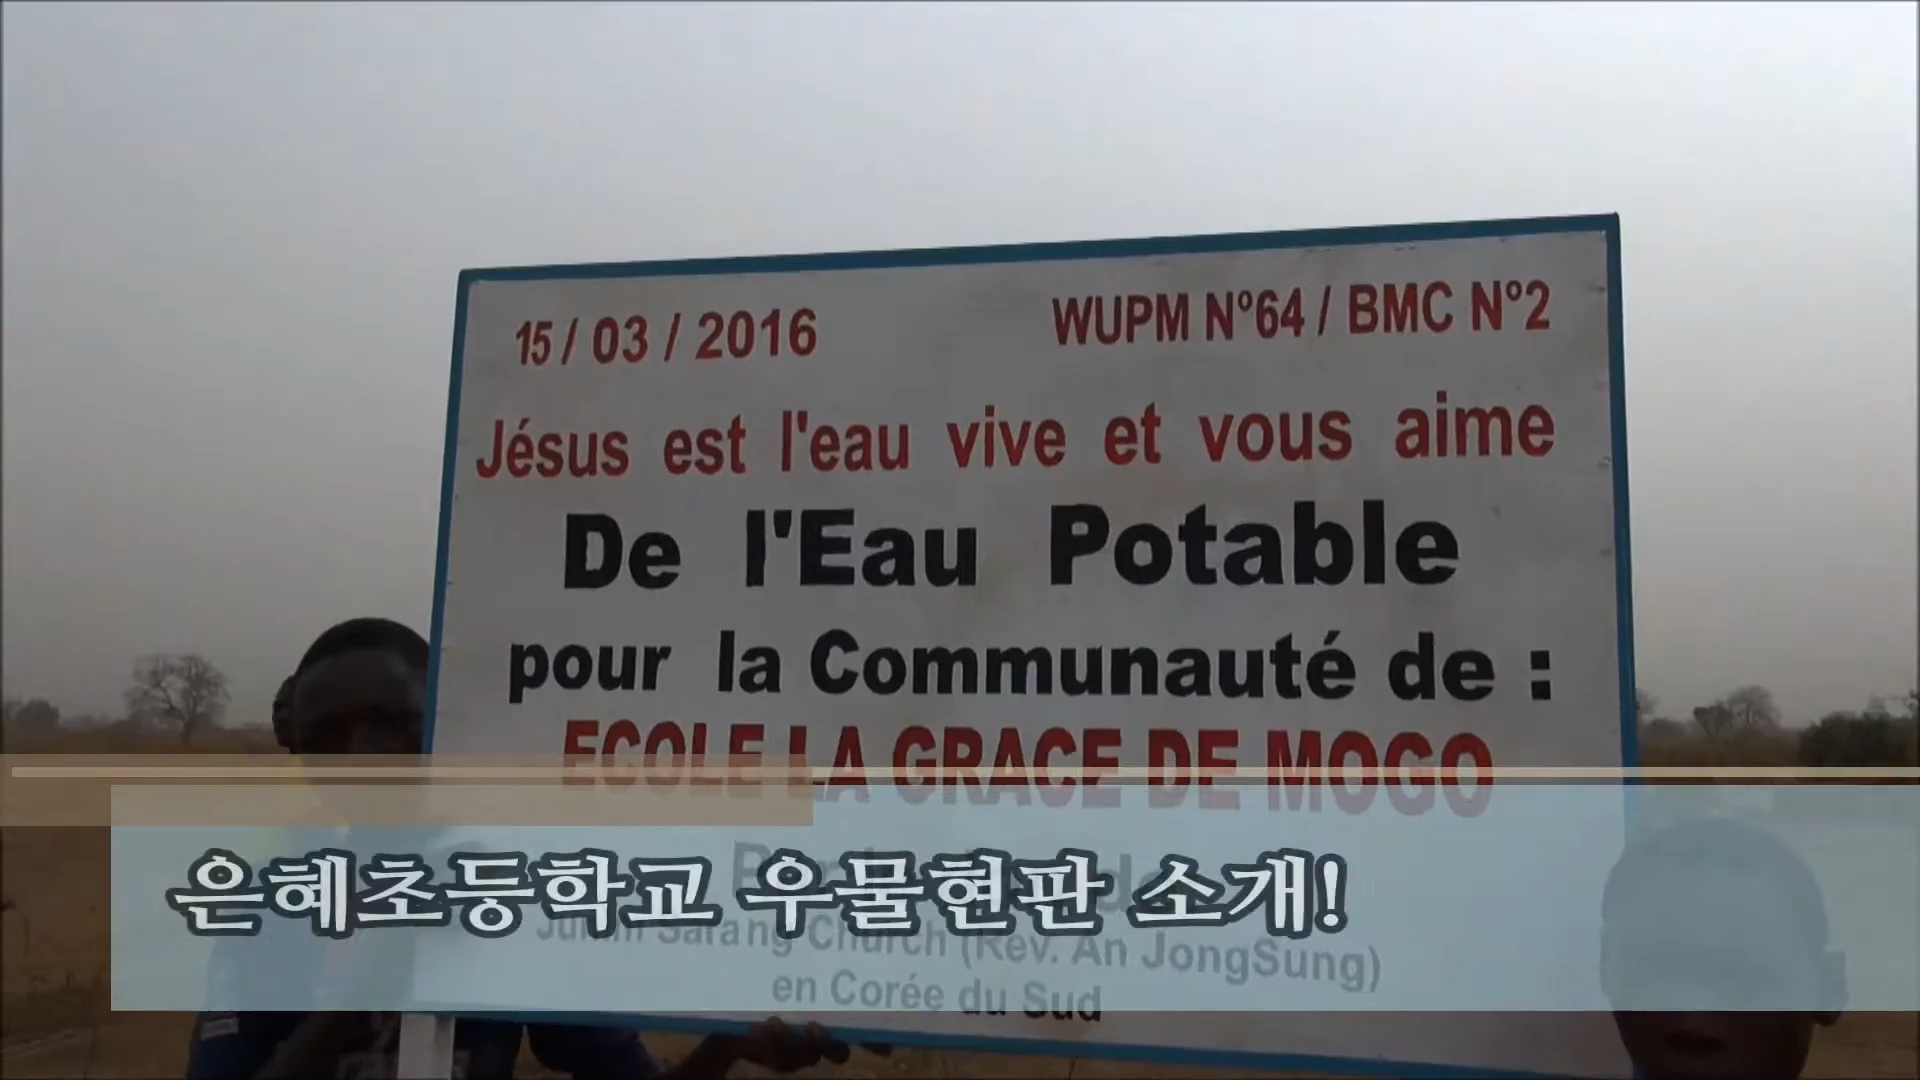 15 / 03 / 2016
WUPM N°64 / BMC N°2
Jésus est l'eau vive et vous aime
De l'Eau Potable
pour la Communauté de :
ECOLE LA GRACE DE MOGO
은혜초등학교 우물현판 소개!
Sarang Church (Rev. An JongSung)
en Corée du Sud